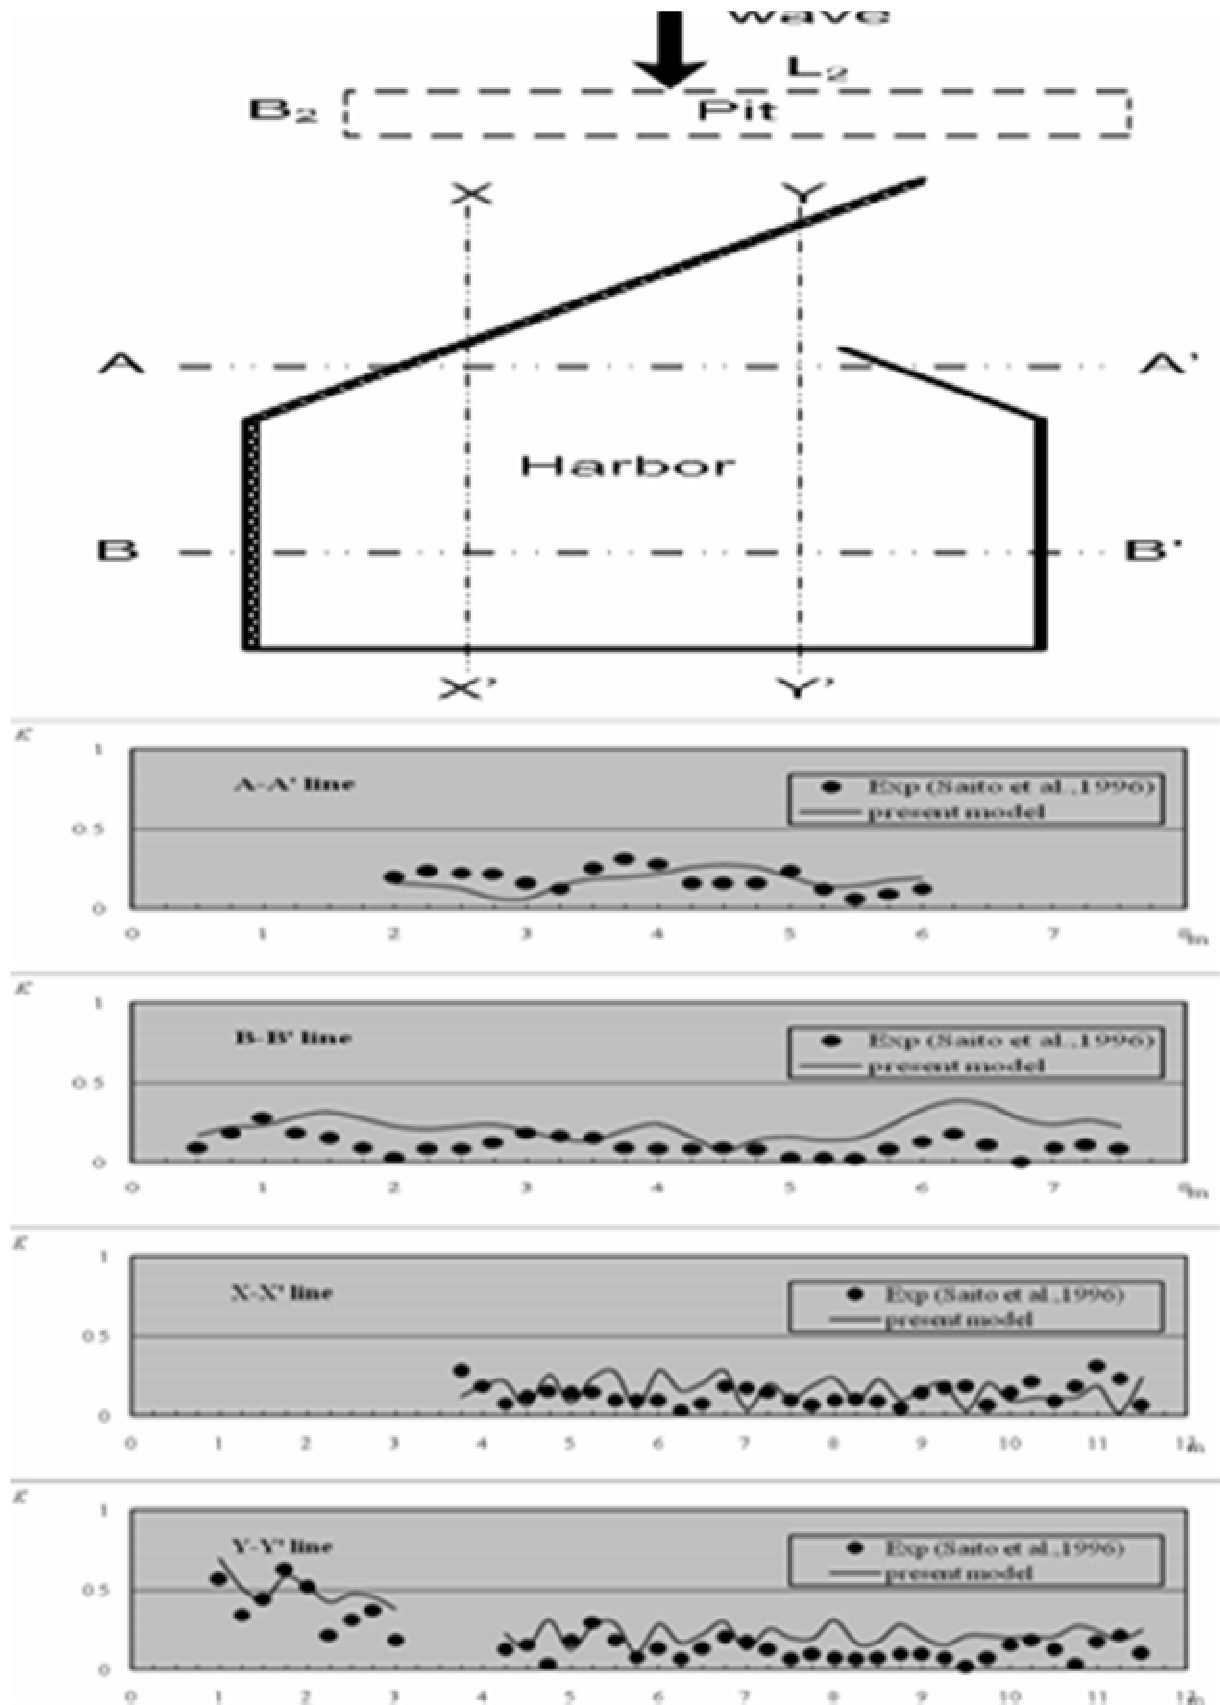 wave
L₂
B₂
Pit
X Y
A A'
Harbor
B B'
X' Y'
K
1
A-A' line
Exp (Saito et al.,1996)
present model
0.5
0
0 1 2 3 4 5 6 7 8 m
K
1
B-B' line
Exp (Saito et al.,1996)
present model
0.5
0
0 1 2 3 4 5 6 7 8 m
K
1
X-X' line
Exp (Saito et al.,1996)
present model
0.5
0
0 1 2 3 4 5 6 7 8 9 10 11 12 m
K
1
Y-Y' line
Exp (Saito et al.,1996)
present model
0.5
0
0 1 2 3 4 5 6 7 8 9 10 11 12 m